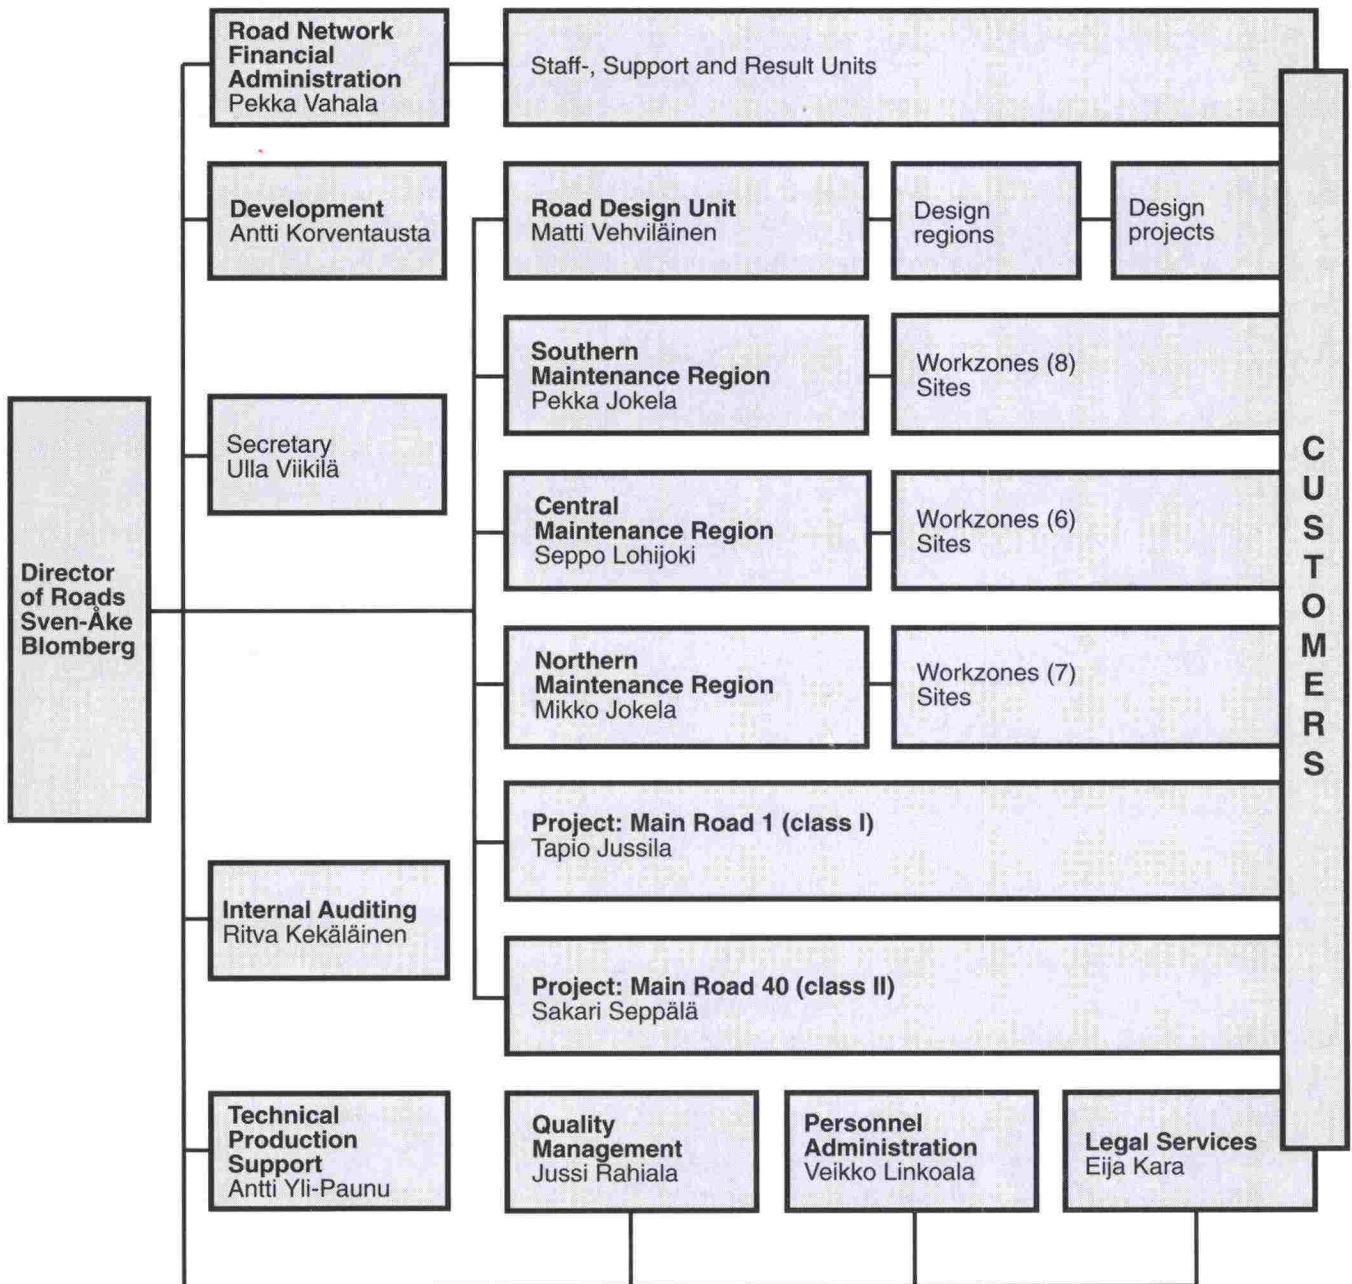 Road Network
Financial
Administration
Pekka Vahala
Staff-, Support and Result Units
Development
Antti Korventausta
Road Design Unit
Matti Vehviläinen
Design
regions
Design
projects
Southern
Maintenance Region
Pekka Jokela
Workzones (8)
Sites
Secretary
Ulla Viikilä
Central
Maintenance Region
Seppo Lohijoki
Workzones (6)
Sites
Director
of Roads
Sven-Åke
Blomberg
Northern
Maintenance Region
Mikko Jokela
Workzones (7)
Sites
Project: Main Road 1 (class I)
Tapio Jussila
Internal Auditing
Ritva Kekäläinen
Project: Main Road 40 (class II)
Sakari Seppälä
Technical
Production
Support
Antti Yli-Paunu
Quality
Management
Jussi Rahiala
Personnel
Administration
Veikko Linkoala
Legal Services
Eija Kara
CUSTOMERS